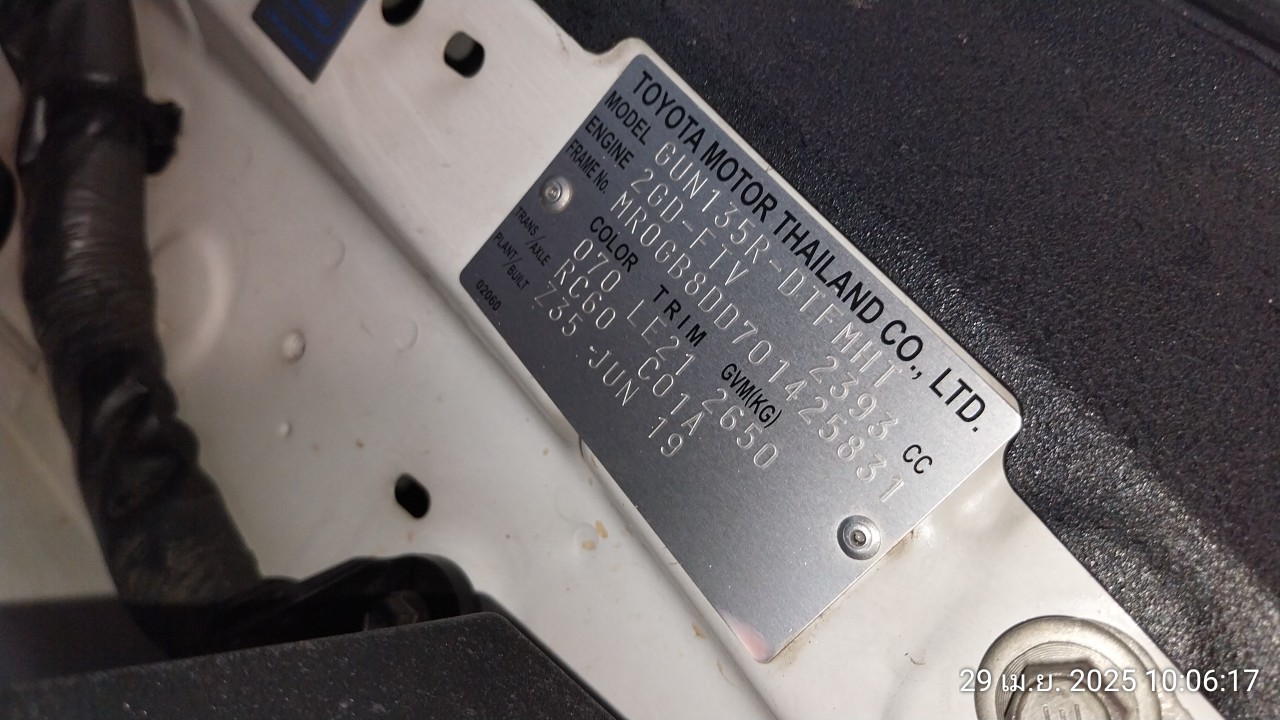 TOYOTA MOTOR THAILAND CO., LTD.
MODEL GUN135R-DTFMHT
ENGINE 2GD-FTV 2393 CC
FRAME No. MR0GB8DD701425831
COLOR TRIM GVM(KG)
070 LE21 2650
TRANS/AXLE RC60 C01A
PLANT/BUILT Z35 -JUN 19
02060
29 เม.ย. 2025 10:06:17